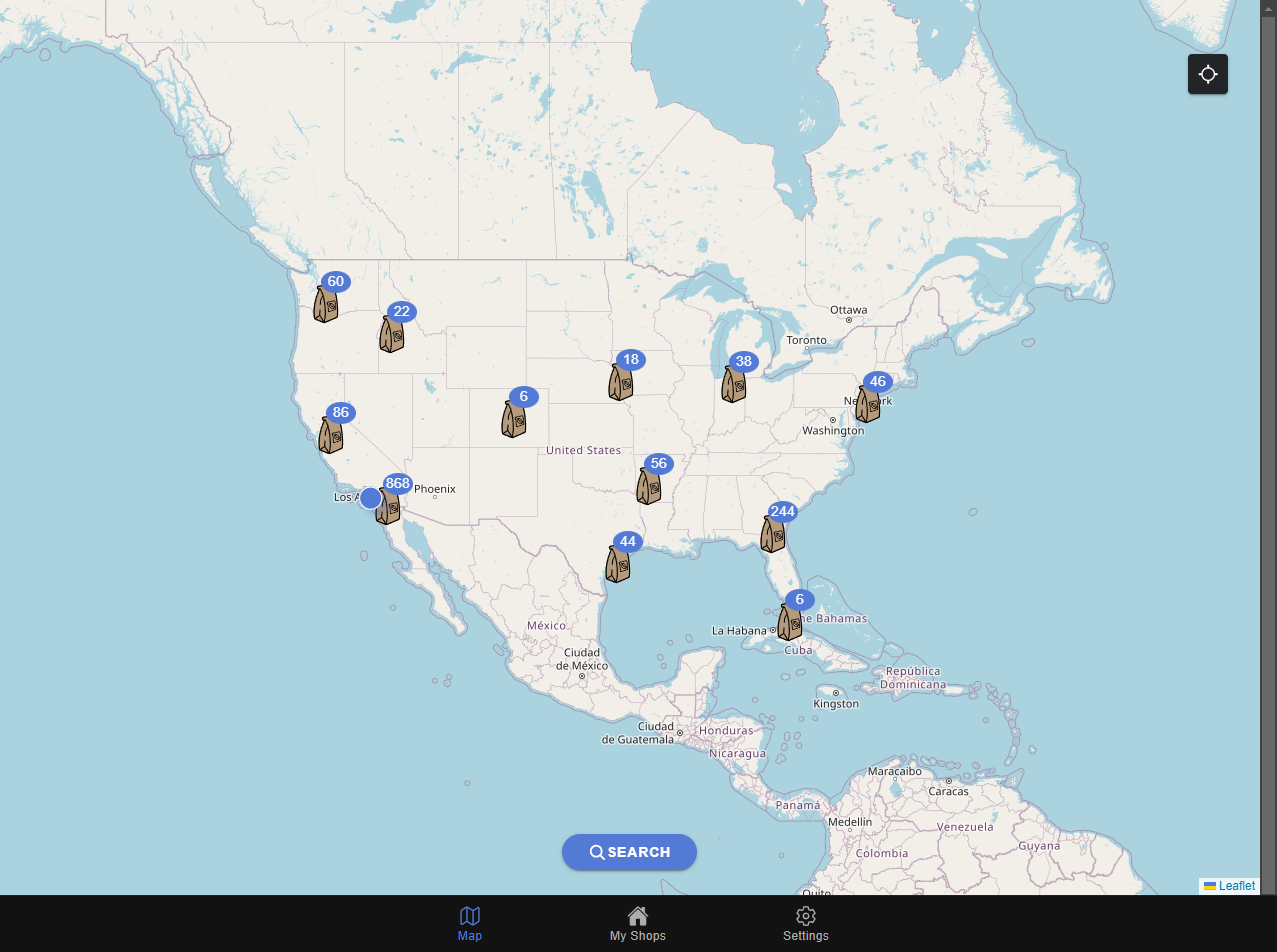 60
22
Ottawa
Toronto
18
38
46
6
86
New York
Washington
United States
56
868
Phoenix
Los A
244
44
6
The Bahamas
La Habana
México
Cuba
Ciudad
de México
República
Dominicana
Kingston
Ciudad
de Guatemala
Honduras
Nicaragua
Maracaibo
Caracas
Panamá
Medellín
Venezuela
Guyana
Colombia
SEARCH
Quito
Leaflet
Map
My Shops
Settings